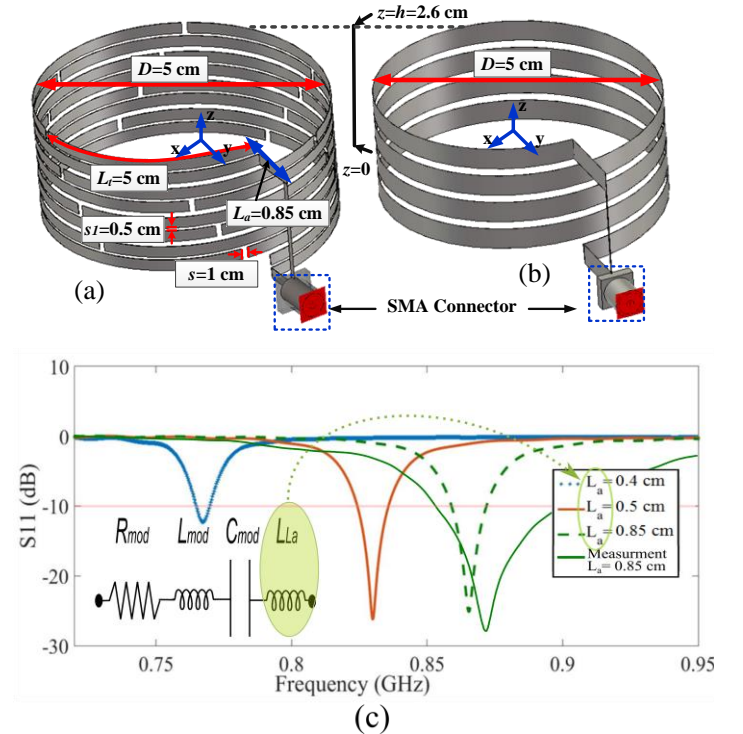 z=h=2.6 cm
D=5 cm
D=5 cm
z
x
y
z
x
y
z=0
Lt=5 cm
La=0.85 cm
s1=0.5 cm
s=1 cm
(a)
(b)
SMA Connector
10
0
-10
-20
-30
S11 (dB)
Rmod Lmod Cmod LLa
La = 0.4 cm
La = 0.5 cm
La = 0.85 cm
Measurment
La= 0.85 cm
0.75 0.8 0.85 0.9 0.95
Frequency (GHz)
(c)